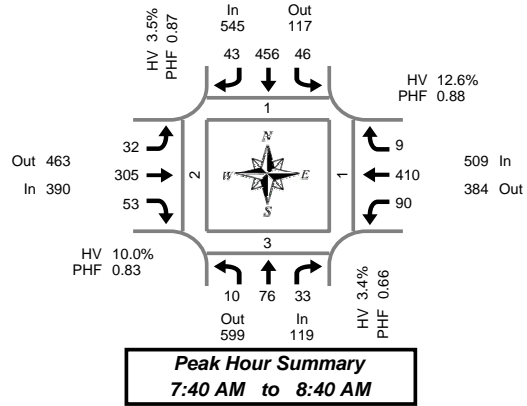 In Out
545 117
HV 3.5%
PHF 0.87
43 456 46
HV 12.6%
PHF 0.88
1
32
9
Out 463
305
2
N
W E
S
1
410
509 In
In 390
384 Out
53
90
3
HV 10.0%
PHF 0.83
10 76 33
HV 3.4%
PHF 0.66
Out In
599 119
Peak Hour Summary
7:40 AM to 8:40 AM